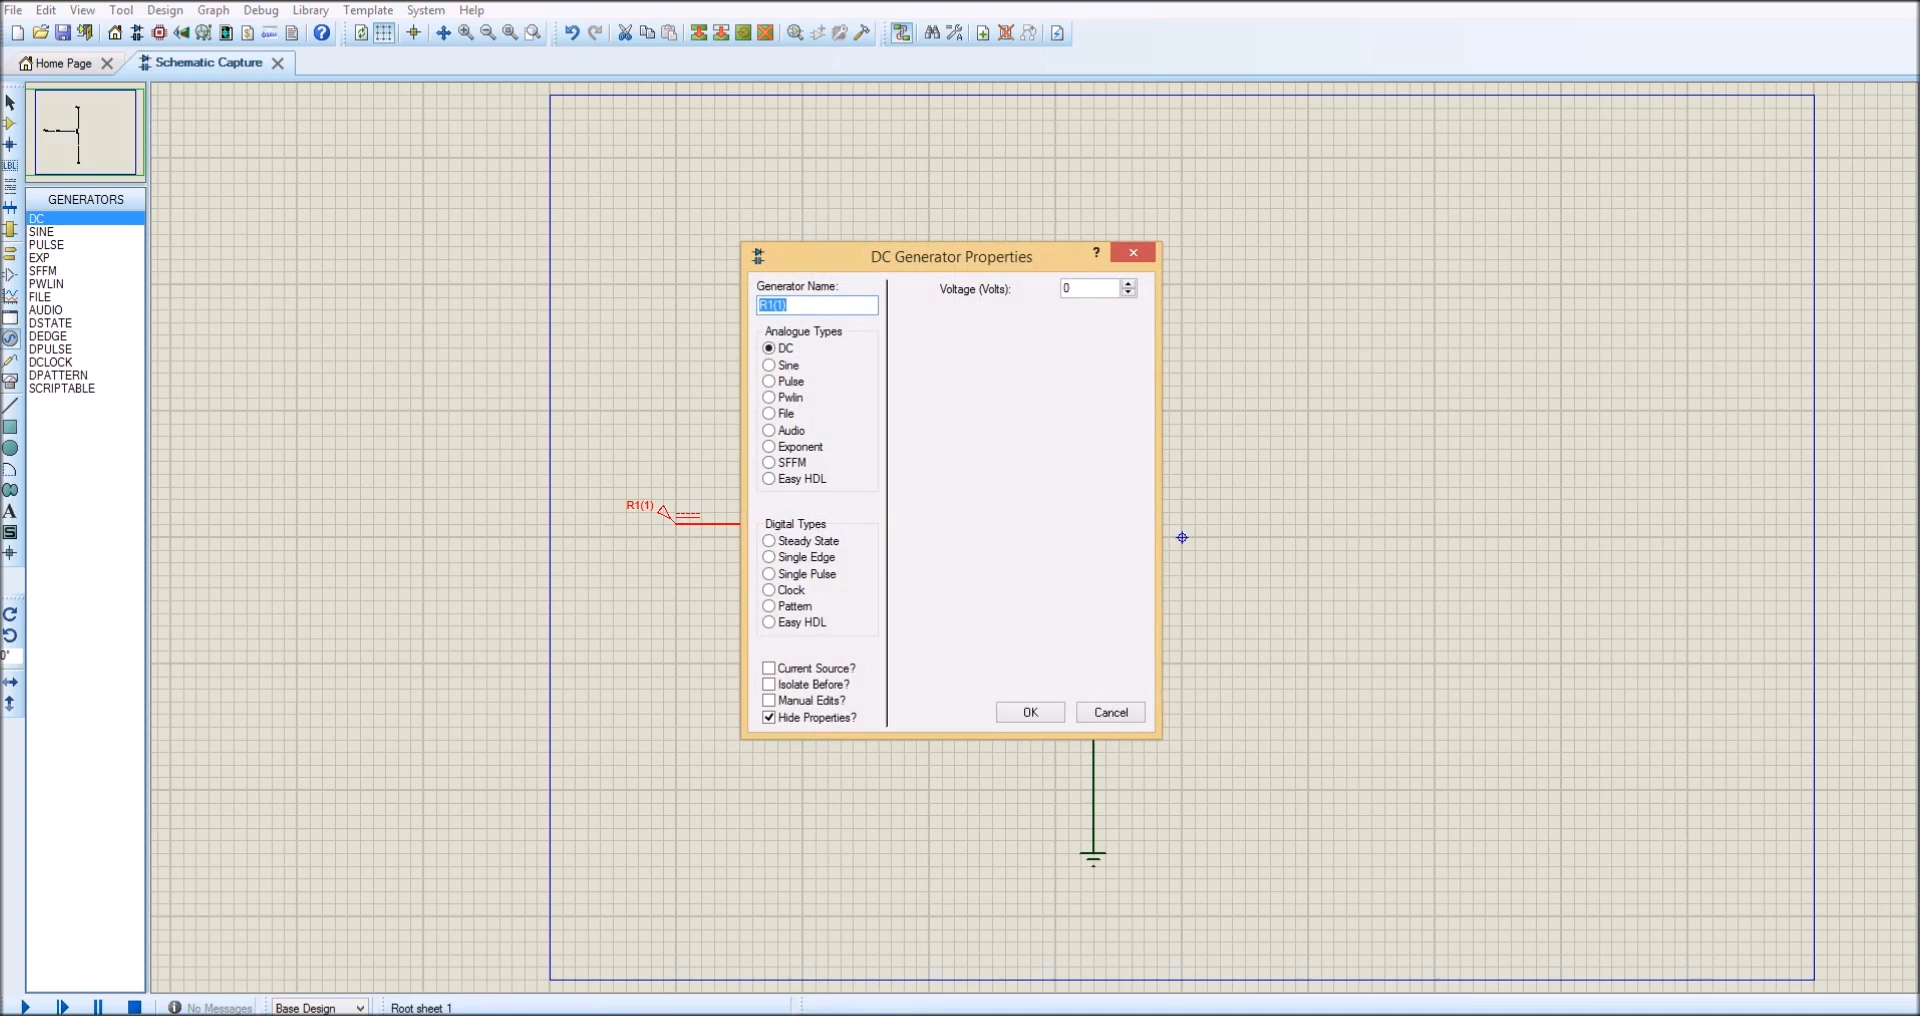 File Edit View Tool Design Graph Debug Library Template System Help
Home Page Schematic Capture
LBL
GENERATORS
DC
SINE
PULSE
EXP
SFFM
PWLIN
FILE
AUDIO
DSTATE
DEDGE
DPULSE
DCLOCK
DPATTERN
SCRIPTABLE
A
S
0°
R1(1)
DC Generator Properties
?
Generator Name:
R1(1)
Analogue Types
DC
Sine
Pulse
Pwlin
File
Audio
Exponent
SFFM
Easy HDL
Digital Types
Steady State
Single Edge
Single Pulse
Clock
Pattern
Easy HDL
Current Source?
Isolate Before?
Manual Edits?
Hide Properties?
Voltage (Volts): 0
OK Cancel
No Messages Base Design Root sheet 1